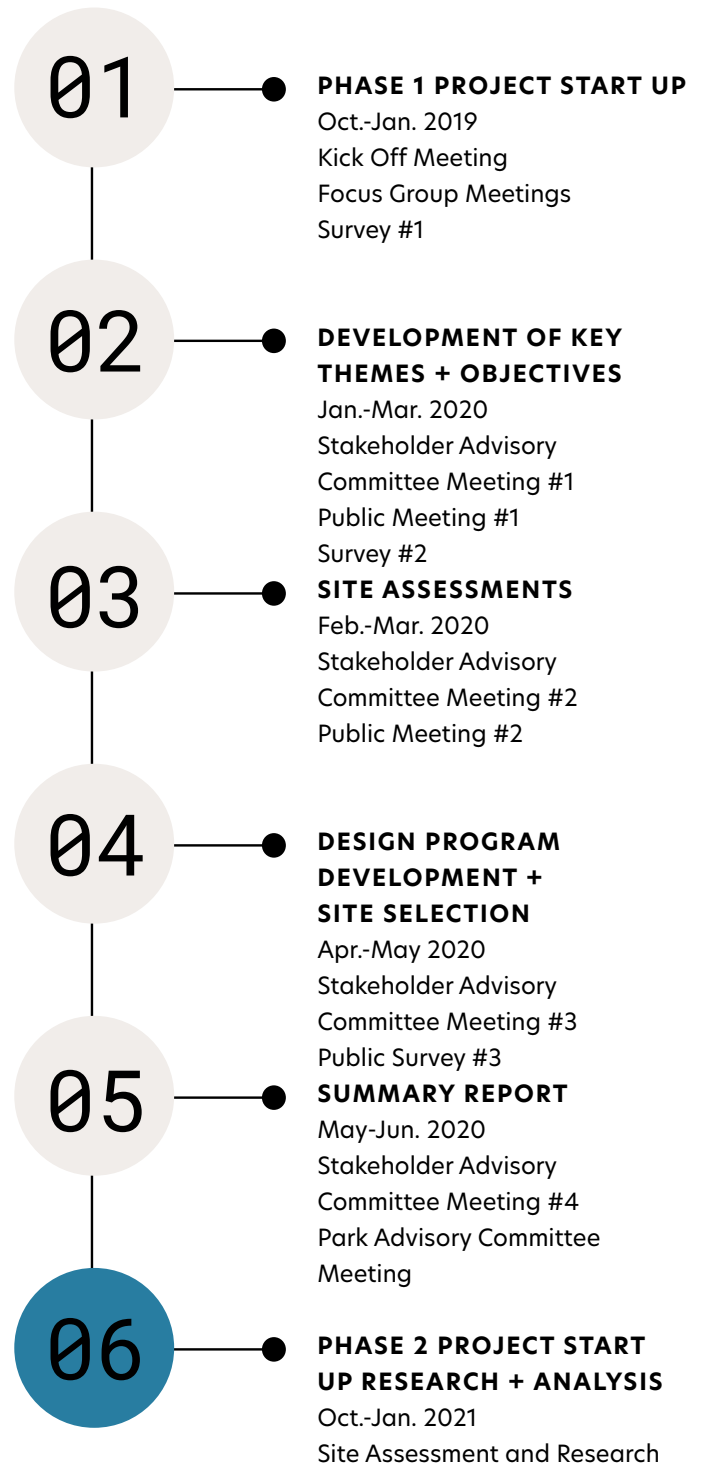 01
PHASE 1 PROJECT START UP
Oct.-Jan. 2019
Kick Off Meeting
Focus Group Meetings
Survey #1
02
DEVELOPMENT OF KEY
THEMES + OBJECTIVES
Jan.-Mar. 2020
Stakeholder Advisory
Committee Meeting #1
Public Meeting #1
Survey #2
03
SITE ASSESSMENTS
Feb.-Mar. 2020
Stakeholder Advisory
Committee Meeting #2
Public Meeting #2
04
DESIGN PROGRAM
DEVELOPMENT +
SITE SELECTION
Apr.-May 2020
Stakeholder Advisory
Committee Meeting #3
Public Survey #3
05
SUMMARY REPORT
May-Jun. 2020
Stakeholder Advisory
Committee Meeting #4
Park Advisory Committee
Meeting
06
PHASE 2 PROJECT START
UP RESEARCH + ANALYSIS
Oct.-Jan. 2021
Site Assessment and Research